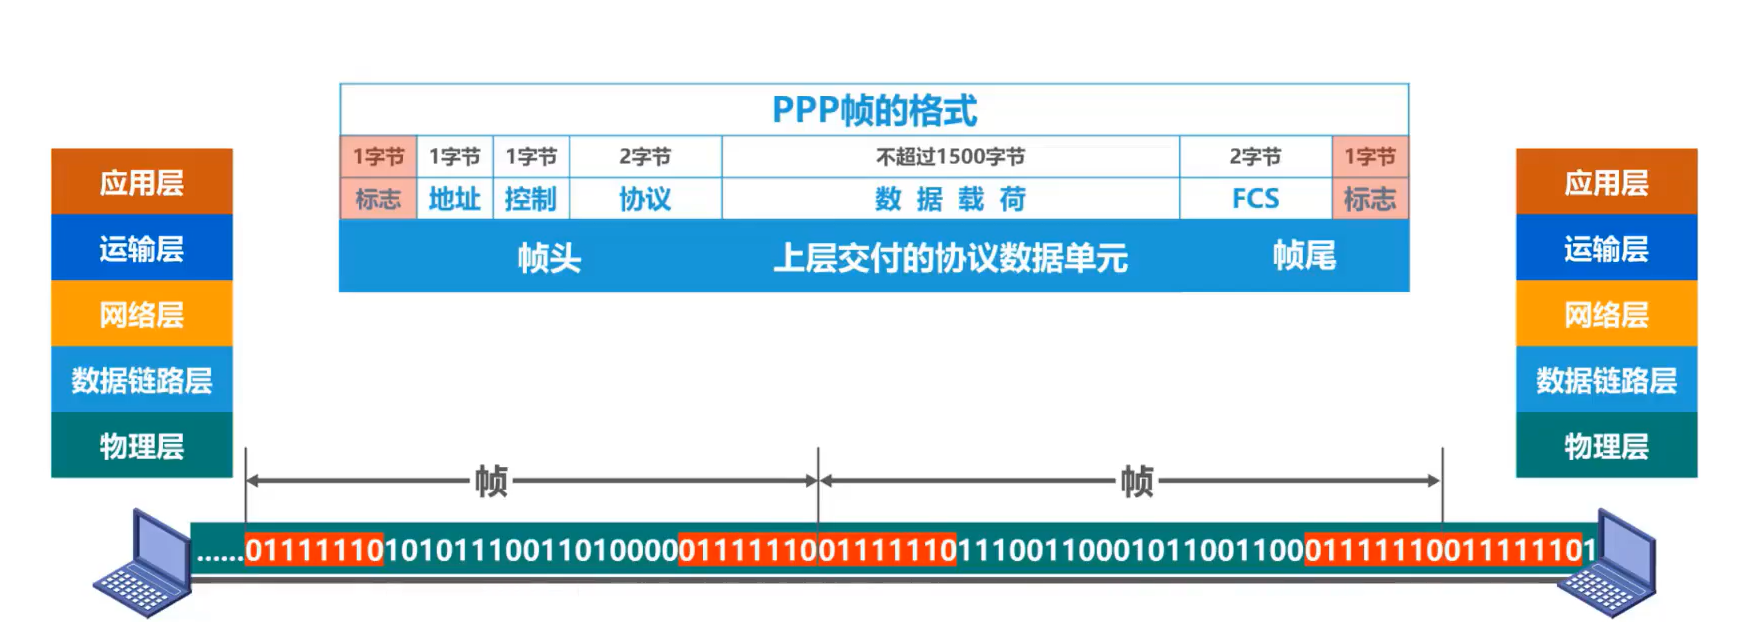 PPP帧的格式
1字节 1字节 1字节 2字节 不超过1500字节 2字节 1字节
标志 地址 控制 协议 数据载荷 FCS 标志
帧头 上层交付的协议数据单元 帧尾
应用层
运输层
网络层
数据链路层
物理层
应用层
运输层
网络层
数据链路层
物理层
帧 帧
......011111101010111001101000001111110011111101110011000101100110001111110011111101